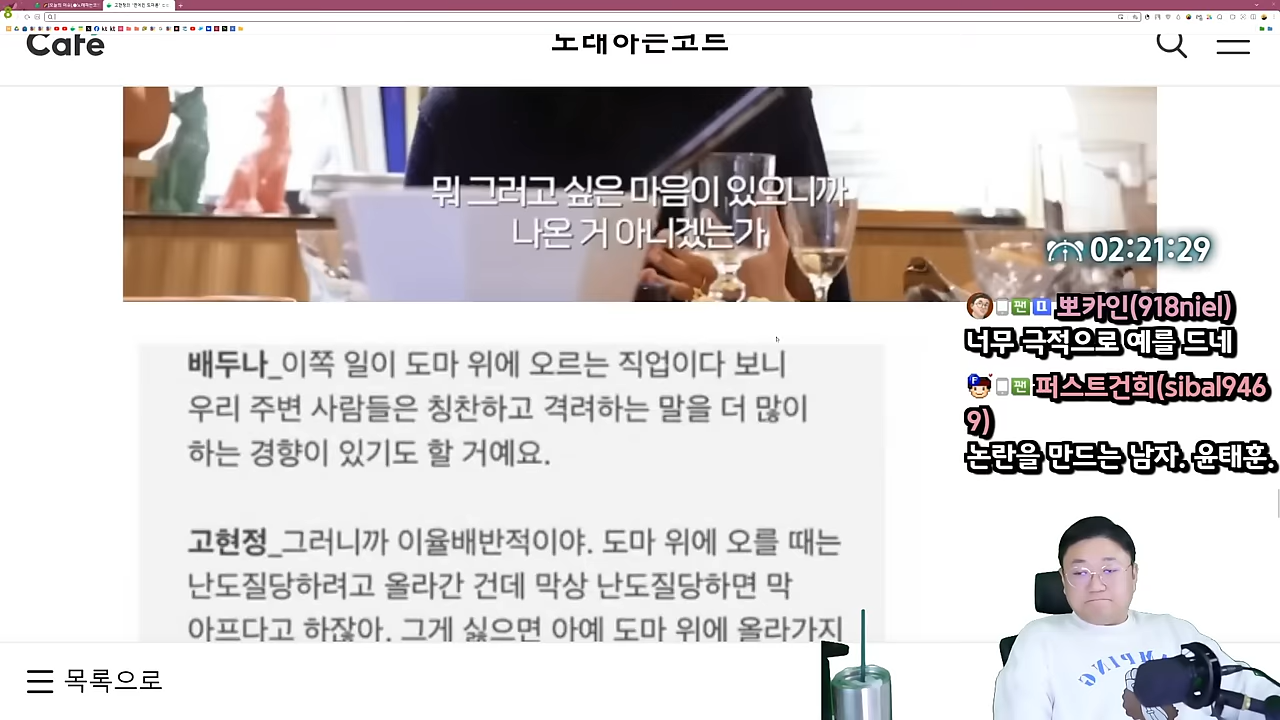 Cafe
노래하는코트
뭐 그러고 싶은 마음이 있으니까
나온 거 아니겠는가
02:21:29
뽀카인(918niel)
너무 극적으로 예를 드네
퍼스트건희(sibal946
9)
논란을 만드는 남자. 윤태훈.
배두나_이쪽 일이 도마 위에 오르는 직업이다 보니
우리 주변 사람들은 칭찬하고 격려하는 말을 더 많이
하는 경향이 있기도 할 거예요.
고현정_그러니까 이율배반적이야. 도마 위에 오를 때는
난도질당하려고 올라간 건데 막상 난도질당하면 막
아프다고 하잖아. 그게 싫으면 아예 도마 위에 올라가지
목록으로